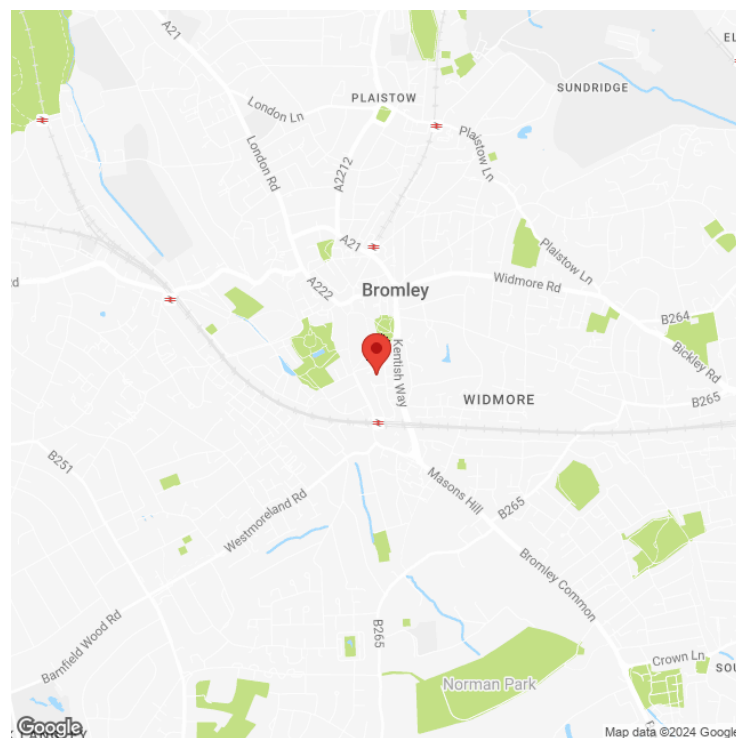 A21
EL
PLAISTOW
SUNDRIDGE
London Ln
Plaistow Ln
London Rd
A2212
A21
Plaistow Ln
Widmore Rd
A222
Bromley
B264
Bickley Rd
Kentish Way
WIDMORE
B265
B251
Masons Hill
B265
Westmoreland Rd
Bromley Common
Barnfield Wood Rd
B265
Crown Ln
SOU
Norman Park
Google
Map data ©2024 Google